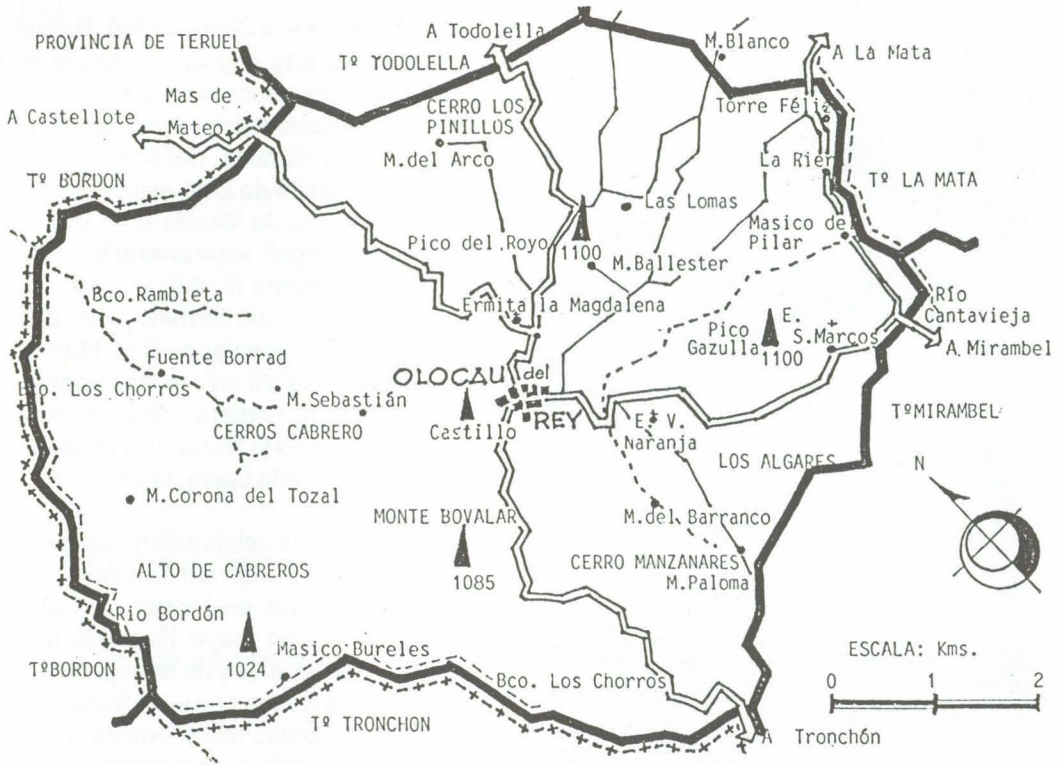 PROVINCIA DE TERUEL
A Todolella
Tº YODOLELLA
M.Blanco
A La Mata
Mas de
Mateo
A Castellote
CERRO LOS
PINILLOS
Torre Féliz
M.del Arco
La Rier
Tº BORDON
Tº LA MATA
Las Lomas
Masico del
Pilar
Pico del Royo
1100
M.Ballester
Bco.Rambleta
Ermita la Magdalena
Río
Cantavieja
Pico
Gazulla
E.
S.Marcos
1100
A Mirambel
Fuente Borrad
Bco. Los Chorros
OLOCAU del
REY
M.Sebastián
CERROS CABRERO
Castillo
E. V.
Naranja
TºMIRAMBEL
LOS ALGARES
N
M.Corona del Tozal
MONTE BOVALAR
M.del Barranco
1085
CERRO MANZANARES
M.Paloma
ALTO DE CABREROS
Rio Bordón
ESCALA: Kms.
0 1 2
TºBORDON
1024
Masico Bureles
Bco. Los Chorros
Tº TRONCHON
A Tronchón